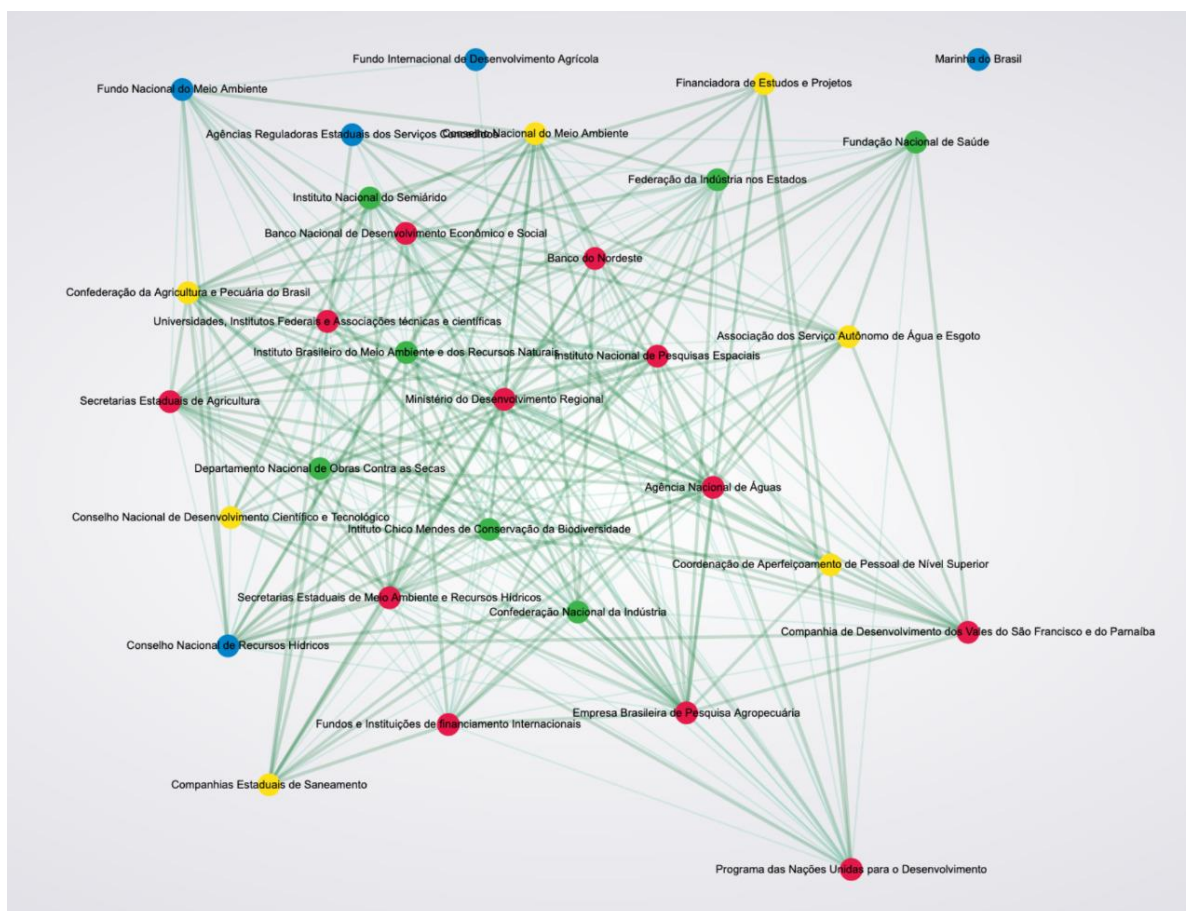 Fundo Internacional de Desenvolvimento Agrícola
Marinha do Brasil
Financiadora de Estudos e Projetos
Fundo Nacional do Meio Ambiente
Agências Reguladoras Estaduais dos Serviços
Conselho Nacional do Meio Ambiente
Fundação Nacional de Saúde
Federação da Indústria nos Estados
Instituto Nacional do Semiárido
Banco Nacional de Desenvolvimento Econômico e Social
Banco do Nordeste
Confederação da Agricultura e Pecuária do Brasil
Universidades, Institutos Federais e Associações técnicas e científicas
Associação dos Serviço Autônomo de Água e Esgoto
Instituto Brasileiro do Meio Ambiente e dos Recursos Naturais
Instituto Nacional de Pesquisas Espaciais
Secretarias Estaduais de Agricultura
Ministério do Desenvolvimento Regional
Departamento Nacional de Obras Contra as Secas
Agência Nacional de Águas
Conselho Nacional de Desenvolvimento Científico e Tecnológico
Intituto Chico Mendes de Conservação da Biodiversidade
Coordenação de Aperfeiçoamento de Pessoal de Nível Superior
Secretarias Estaduais de Meio Ambiente e Recursos Hídricos
Confederação Nacional da Indústria
Companhia de Desenvolvimento dos Vales do São Francisco e do Parnaíba
Conselho Nacional de Recursos Hídricos
Empresa Brasileira de Pesquisa Agropecuária
Fundos e Instituições de financiamento Internacionais
Companhias Estaduais de Saneamento
Programa das Nações Unidas para o Desenvolvimento